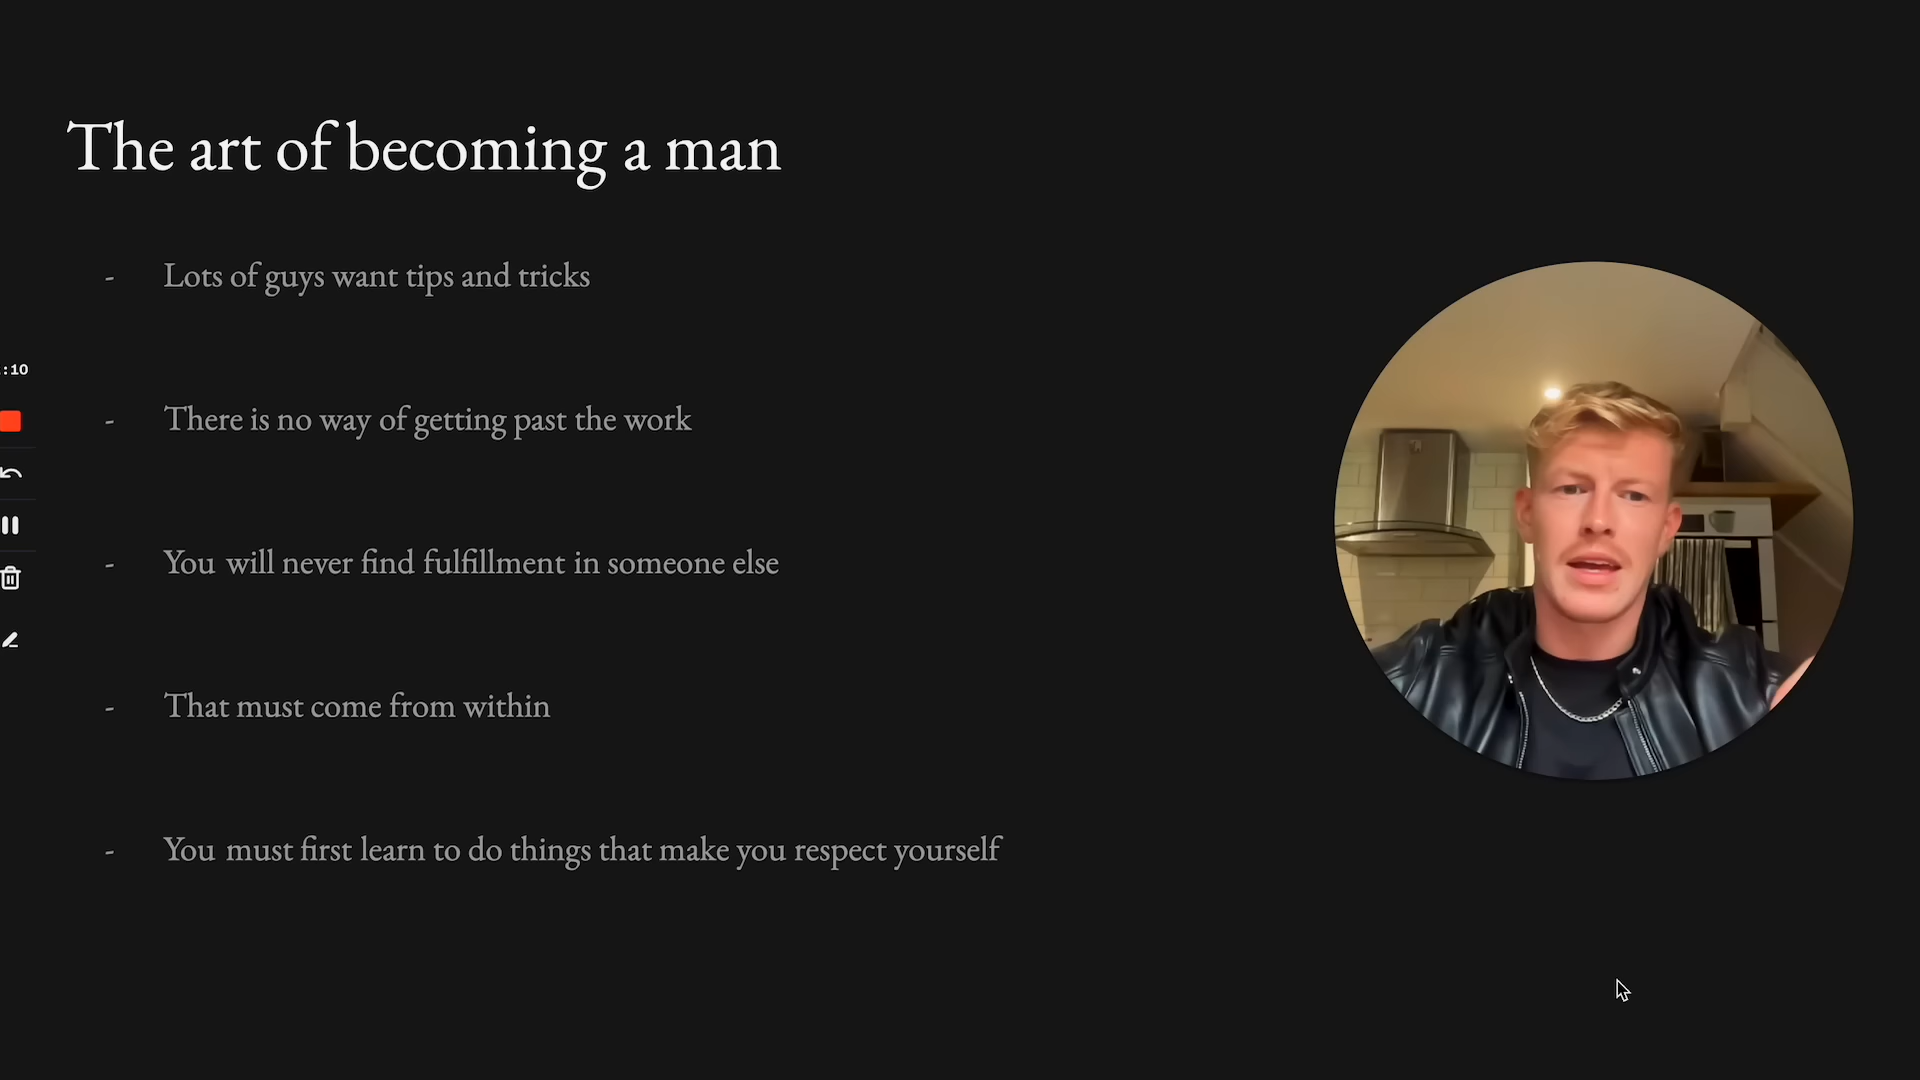 The art of becoming a man
- Lots of guys want tips and tricks
- There is no way of getting past the work
- You will never find fulfillment in someone else
- That must come from within
- You must first learn to do things that make you respect yourself
:10